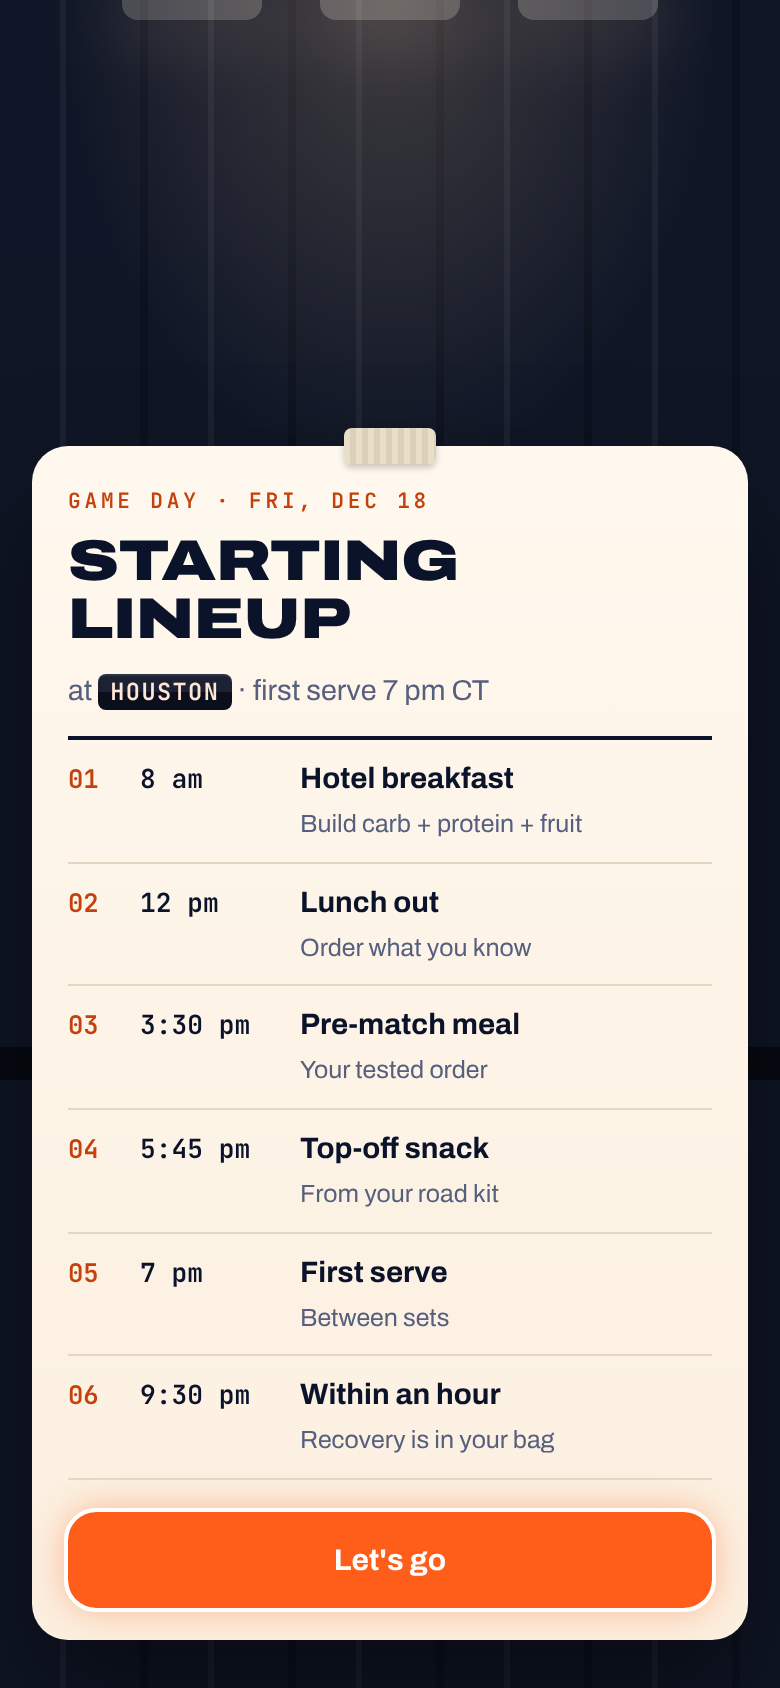 GAME DAY · FRI, DEC 18
STARTING
LINEUP
at HOUSTON · first serve 7 pm CT
01 8 am Hotel breakfast
Build carb + protein + fruit
02 12 pm Lunch out
Order what you know
03 3:30 pm Pre-match meal
Your tested order
04 5:45 pm Top-off snack
From your road kit
05 7 pm First serve
Between sets
06 9:30 pm Within an hour
Recovery is in your bag
Let's go